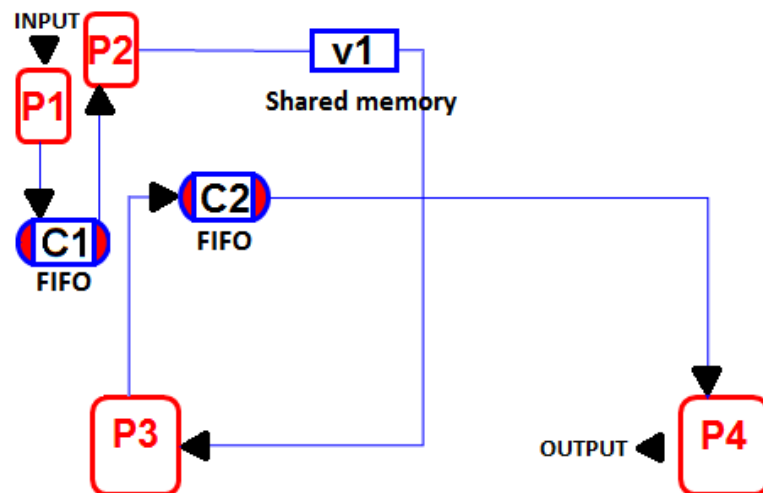 INPUT
P2
v1
P1
Shared memory
C2
C1
FIFO
FIFO
P3
P4
OUTPUT